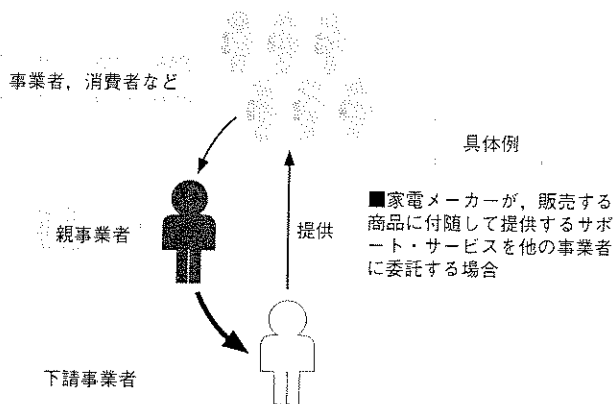 事業者，消費者など
具体例
■家電メーカーが，販売する
商品に付随して提供するサポ
ート・サービスを他の事業者
に委託する場合
親事業者
提供
下請事業者